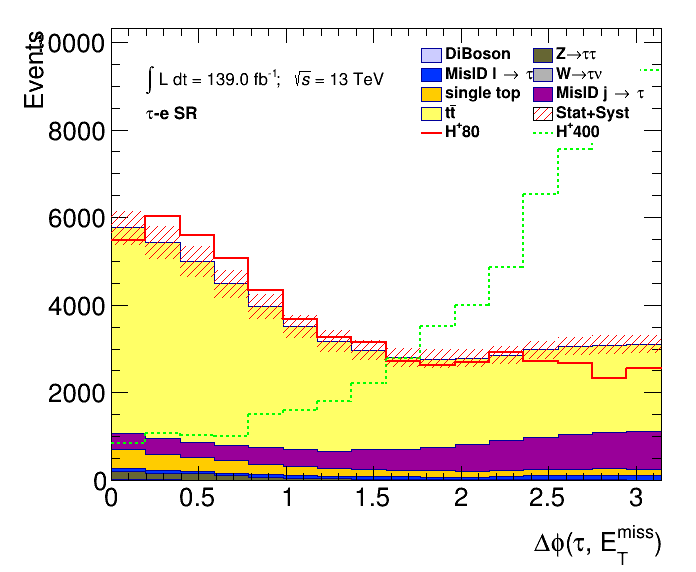 Events
10000
8000
6000
4000
2000
0
∫ L dt = 139.0 fb⁻¹; √s = 13 TeV
τ-e SR
DiBoson
Z→ττ
MisID l → τ
W→τν
single top
MisID j → τ
tt̄
Stat+Syst
H⁺80
H⁺400
0 0.5 1 1.5 2 2.5 3
Δϕ(τ, E_T^miss)